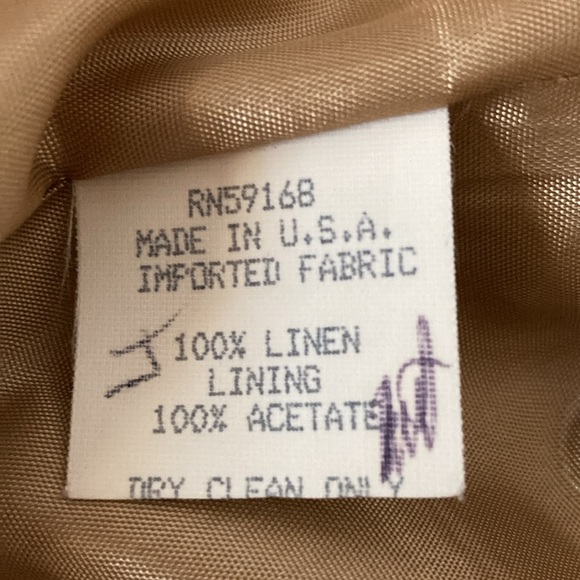 RN59168
MADE IN U.S.A.
IMPORTED FABRIC
100% LINEN
LINING
100% ACETATE
DRY CLEAN ONLY